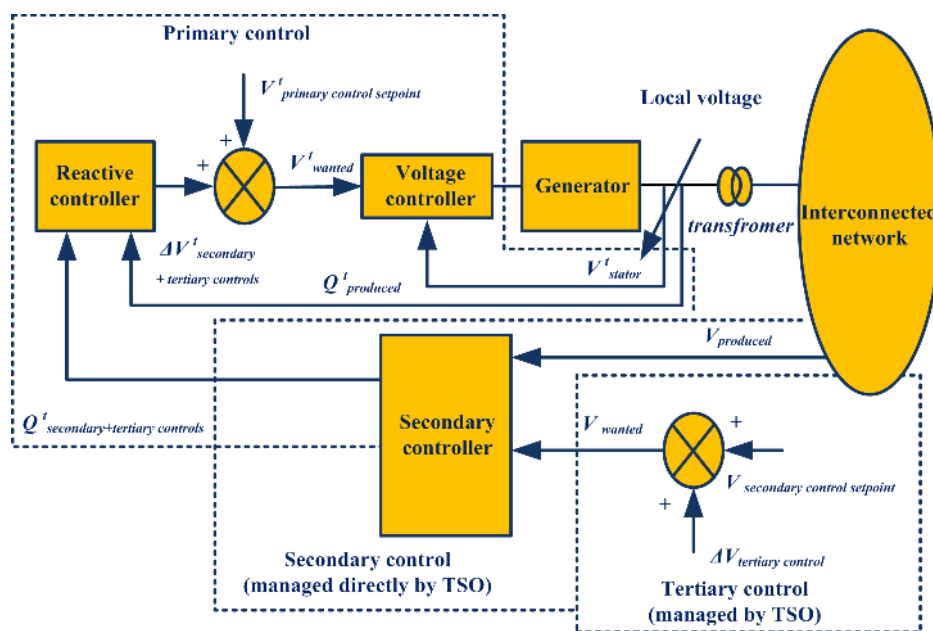 Primary control
V^t primary control setpoint
Local voltage
+
+
Reactive
controller
V^t wanted
Voltage
controller
Generator
transfromer
Interconnected
network
ΔV^t secondary
+ tertiary controls
Q^t produced
V^t stator
V produced
Q^t secondary+tertiary controls
Secondary
controller
V wanted
+
V secondary control setpoint
+
ΔV tertiary control
Secondary control
(managed directly by TSO)
Tertiary control
(managed by TSO)